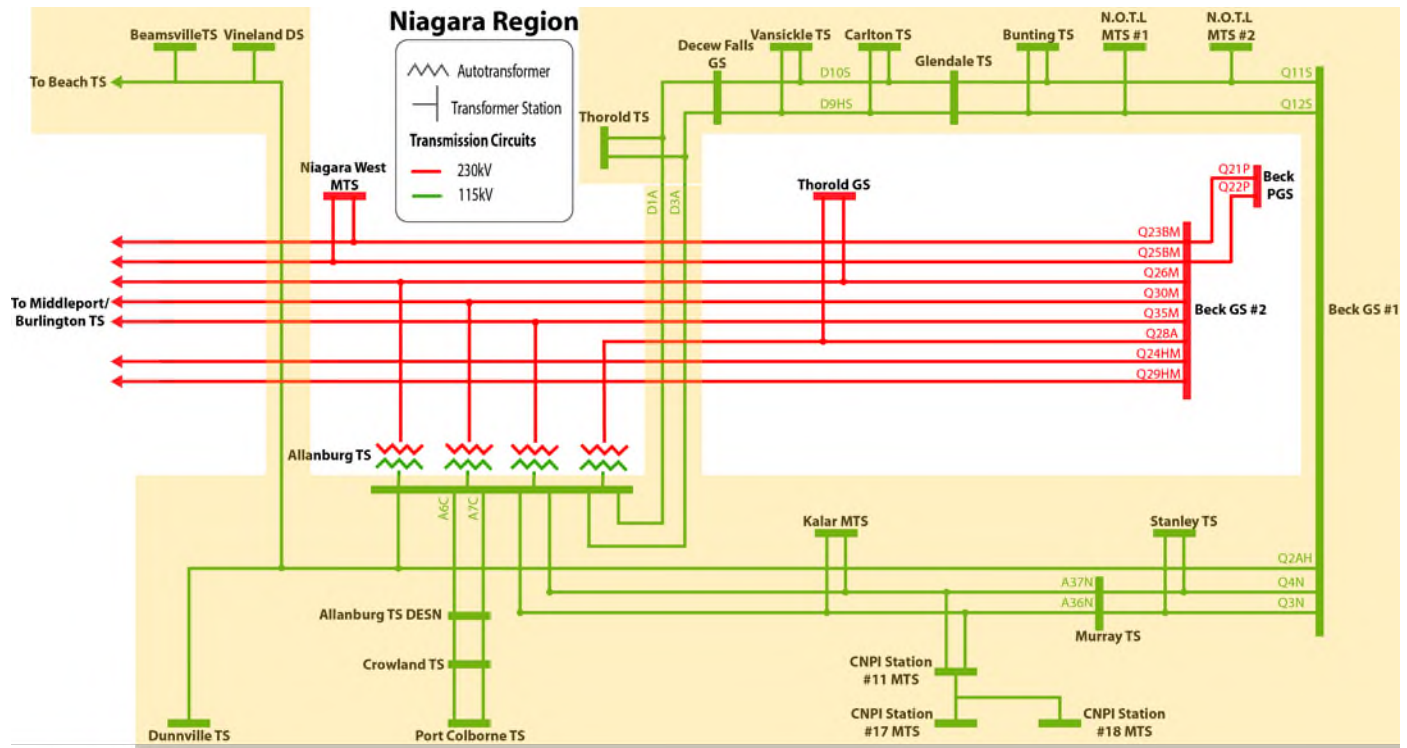 Niagara Region
Autotransformer
Transformer Station
Transmission Circuits
230kV
115kV
BeamsvilleTS
Vineland DS
To Beach TS
Decew Falls
GS
Vansickle TS
Carlton TS
Glendale TS
Bunting TS
N.O.T.L
MTS #1
N.O.T.L
MTS #2
D10S
D9HS
Q11S
Q12S
Thorold TS
D1A
D3A
Niagara West
MTS
Thorold GS
Q21P
Q22P
Beck
PGS
Q23BM
Q25BM
Q26M
Q30M
Q35M
Q28A
Q24HM
Q29HM
Beck GS #2
Beck GS #1
To Middleport/
Burlington TS
Allanburg TS
A6C
A7C
Kalar MTS
Stanley TS
Q2AH
A37N
Q4N
A36N
Q3N
Murray TS
Allanburg TS DESN
Crowland TS
CNPI Station
#11 MTS
Dunnville TS
Port Colborne TS
CNPI Station
#17 MTS
CNPI Station
#18 MTS